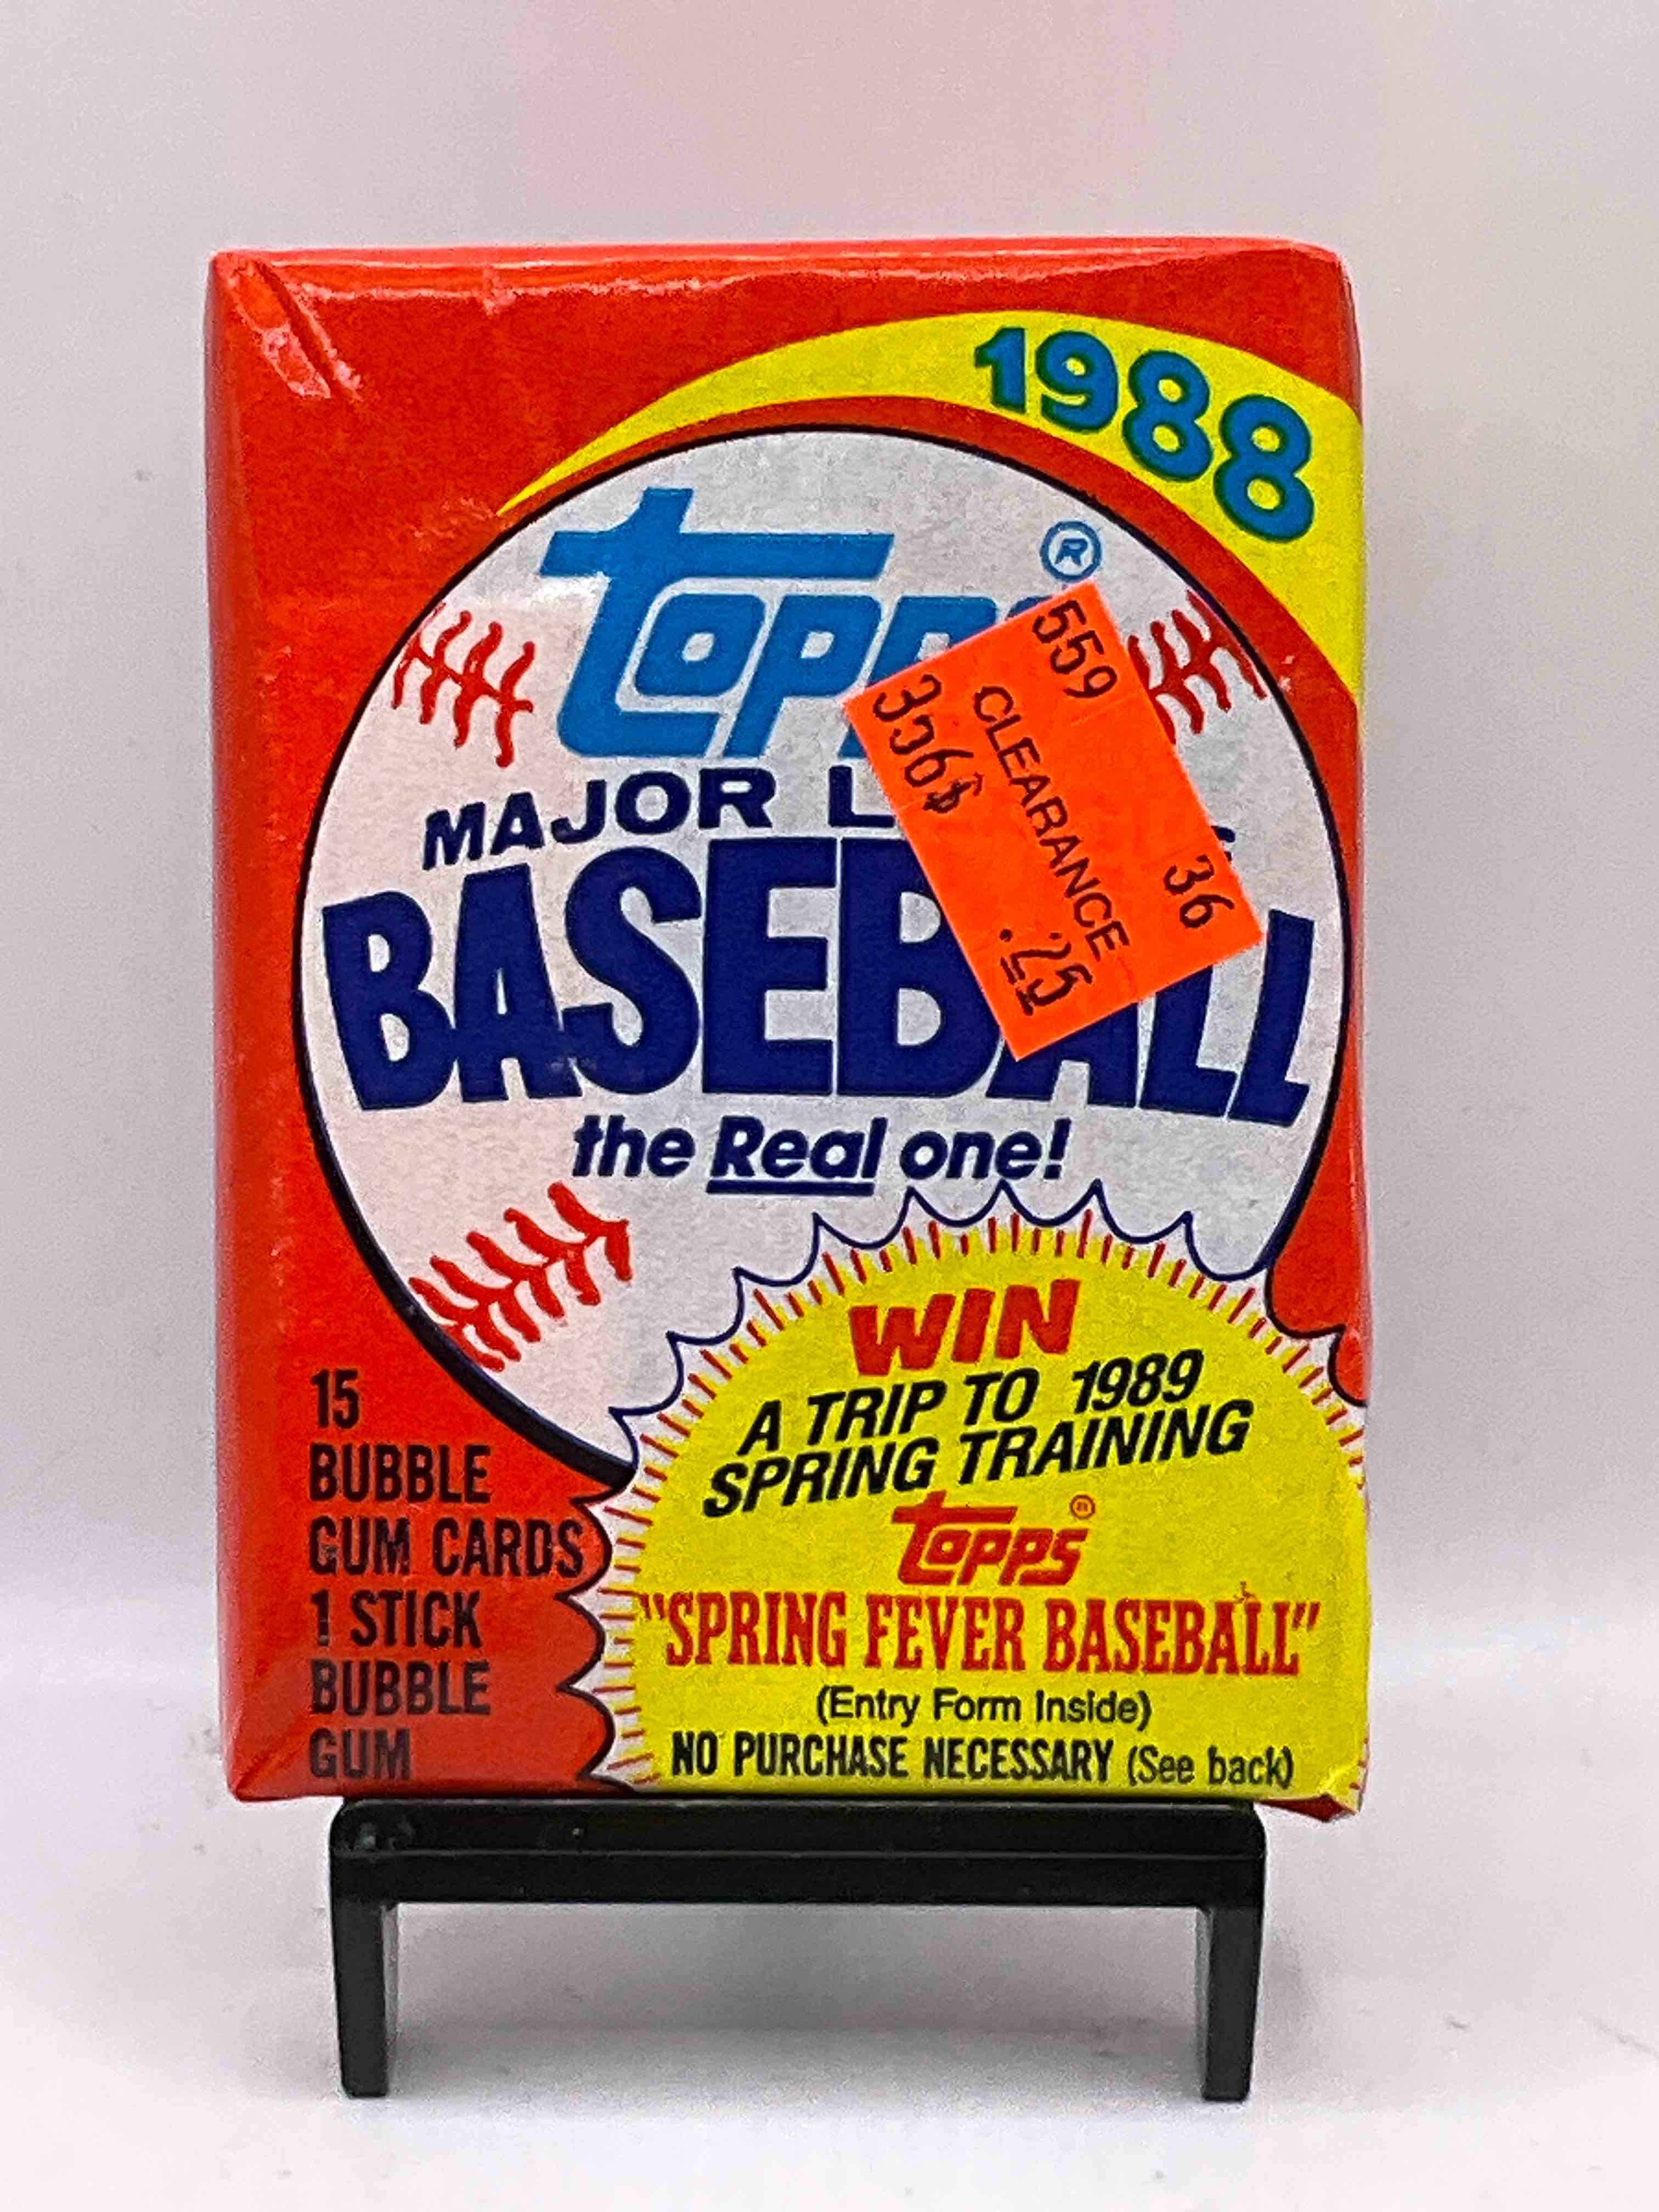 1988
topps®
MAJOR
BASEBALL
the Real one!
559
CLEARANCE
36
.25
WIN
A TRIP TO 1989
SPRING TRAINING
topps®
"SPRING FEVER BASEBALL"
(Entry Form Inside)
NO PURCHASE NECESSARY (See back)
15
BUBBLE
GUM CARDS
1 STICK
BUBBLE
GUM